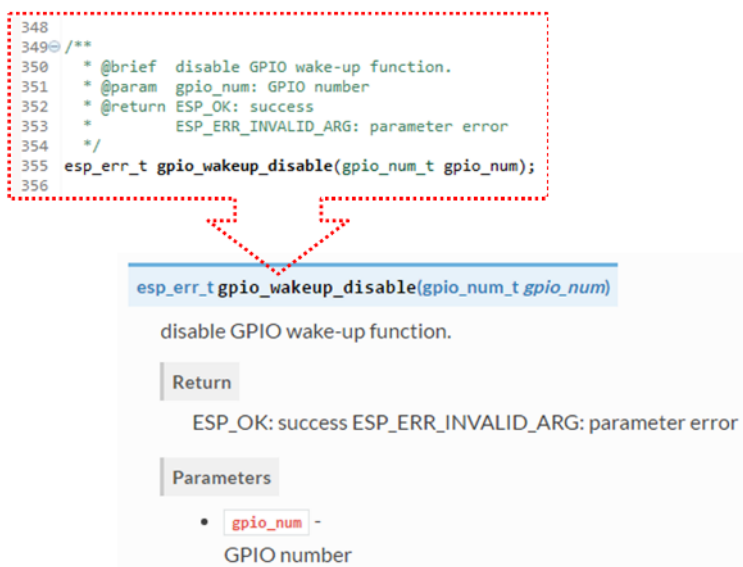 348
349 /**
350 * @brief disable GPIO wake-up function.
351 * @param gpio_num: GPIO number
352 * @return ESP_OK: success
353 * ESP_ERR_INVALID_ARG: parameter error
354 */
355 esp_err_t gpio_wakeup_disable(gpio_num_t gpio_num);
356
esp_err_t gpio_wakeup_disable(gpio_num_t gpio_num)
disable GPIO wake-up function.
Return
ESP_OK: success ESP_ERR_INVALID_ARG: parameter error
Parameters
• gpio_num -
GPIO number